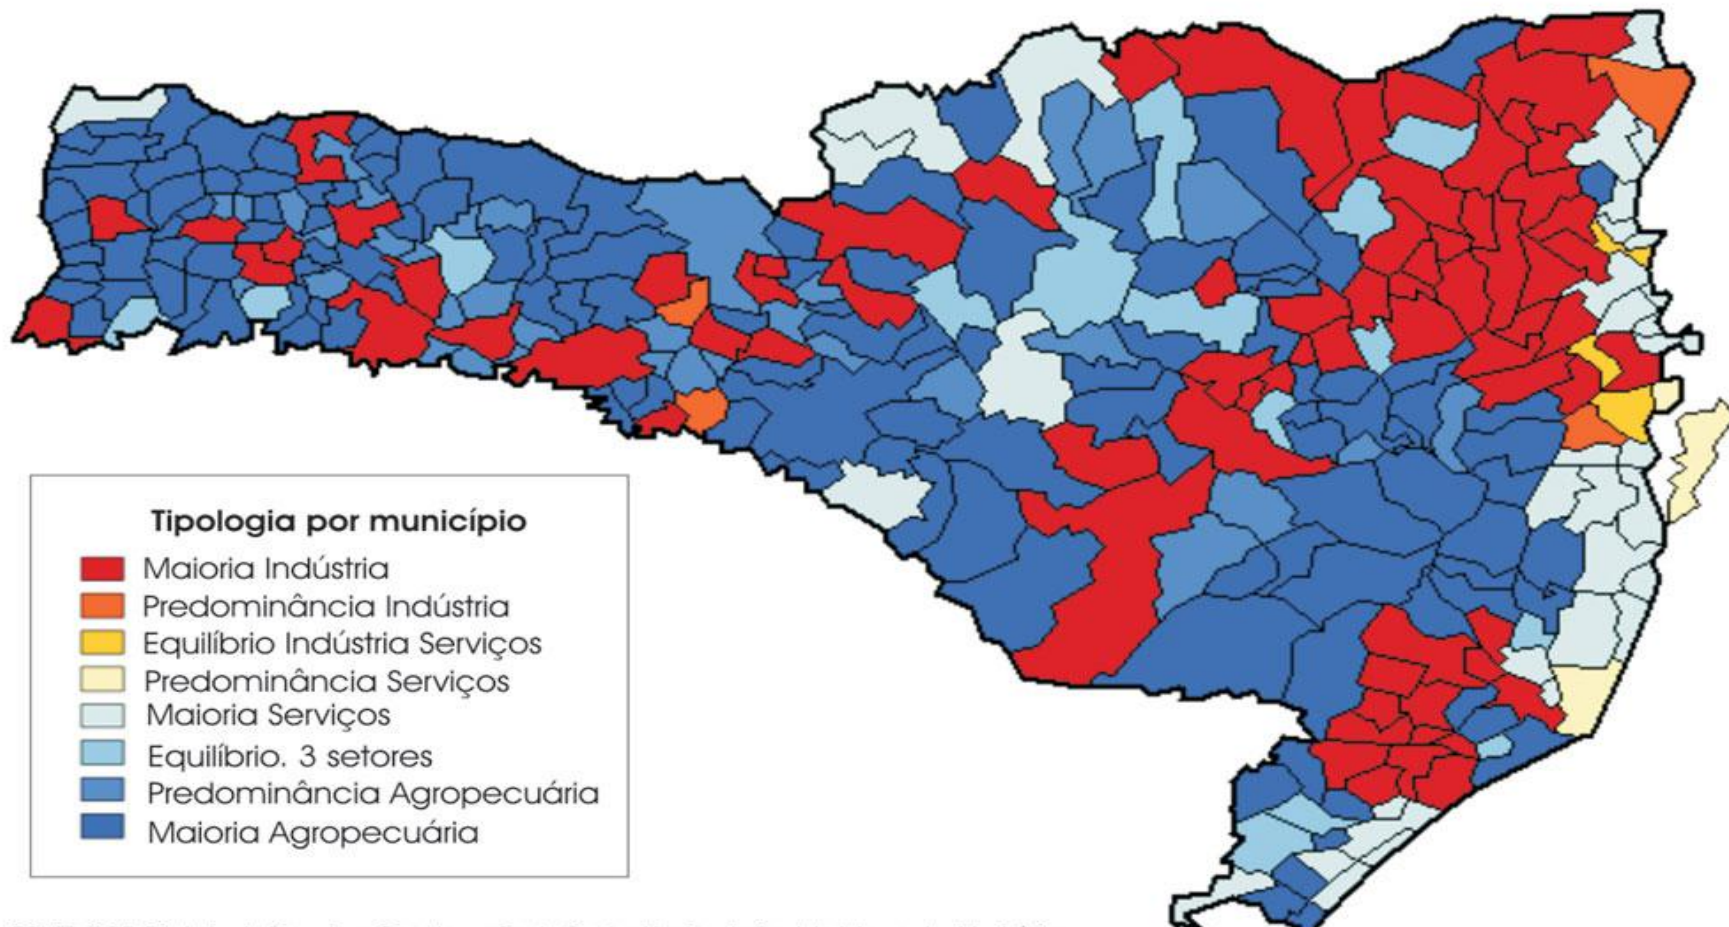 Tipologia por município
Maioria Indústria
Predominância Indústria
Equilíbrio Indústria Serviços
Predominância Serviços
Maioria Serviços
Equilíbrio. 3 setores
Predominância Agropecuária
Maioria Agropecuária